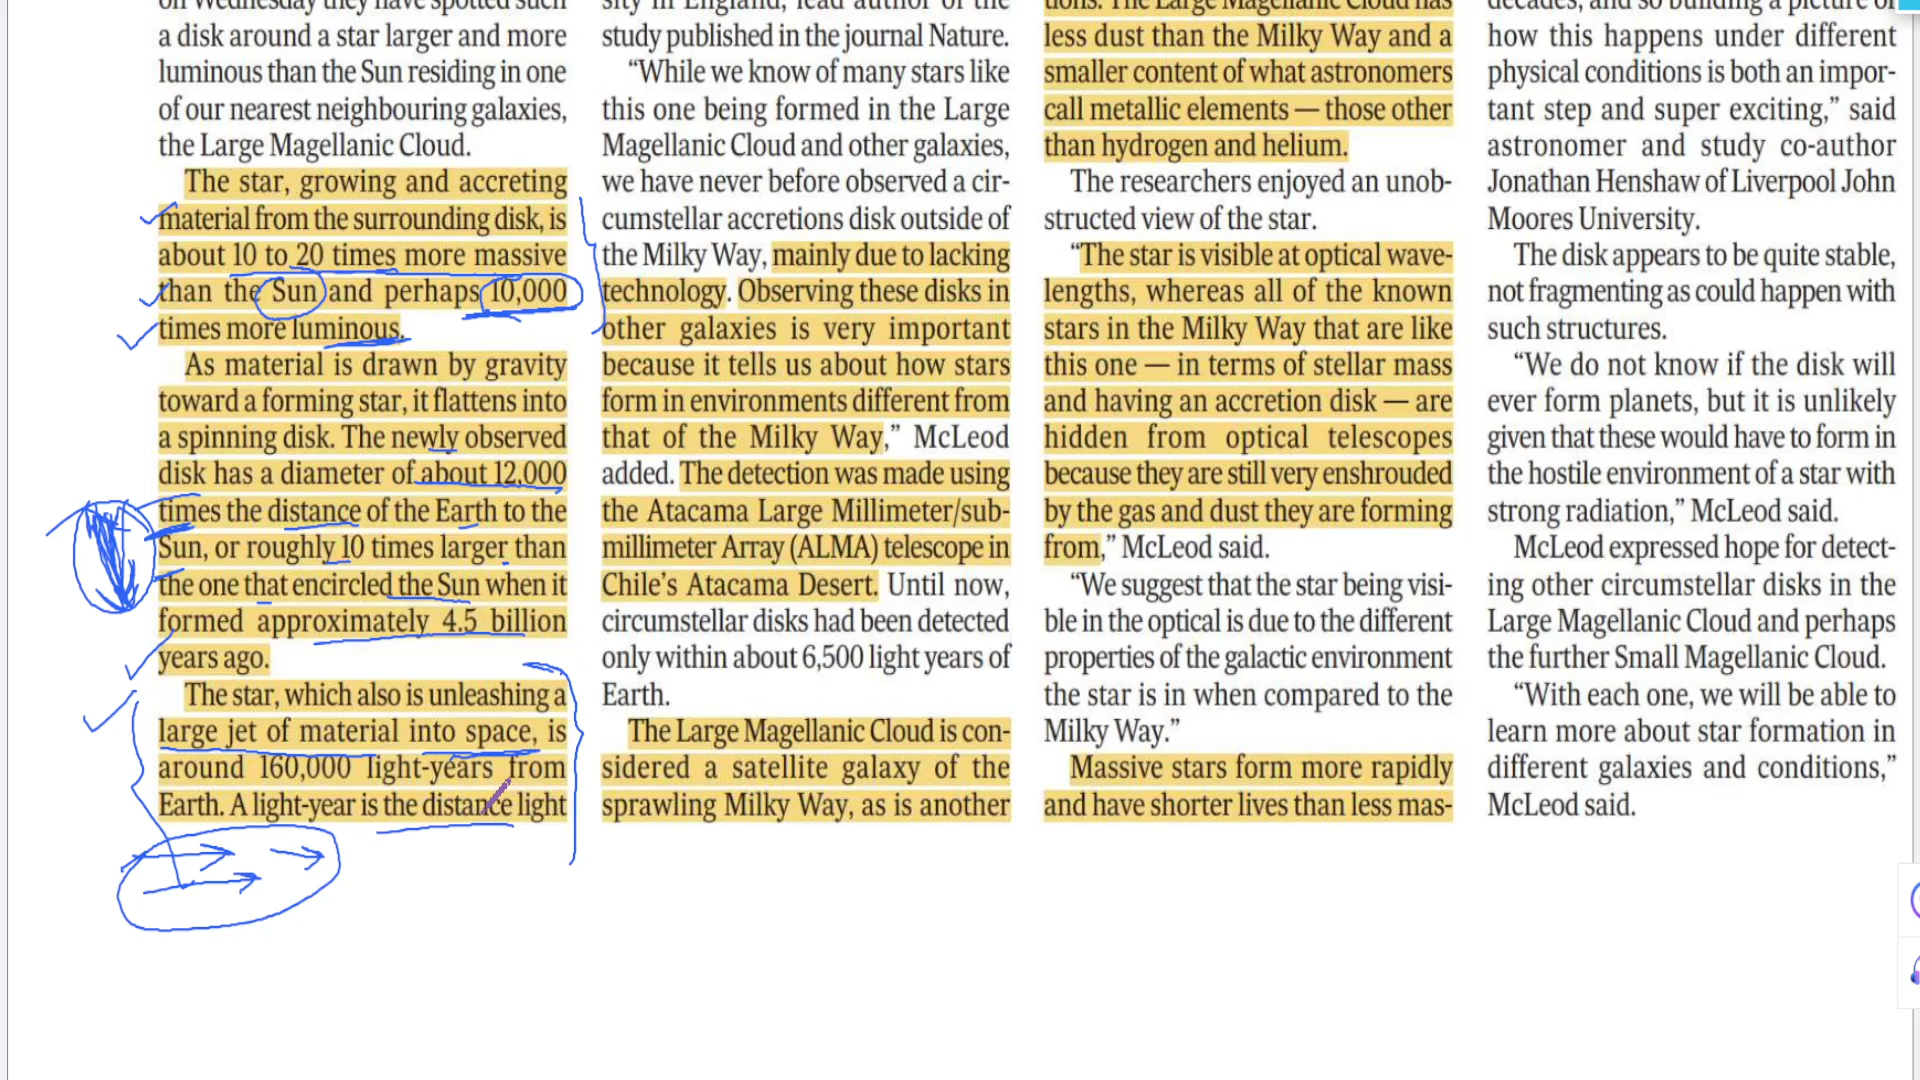 on Wednesday they have spotted such
a disk around a star larger and more
luminous than the Sun residing in one
of our nearest neighbouring galaxies,
the Large Magellanic Cloud.
The star, growing and accreting
material from the surrounding disk, is
about 10 to 20 times more massive
than the Sun and perhaps 10,000
times more luminous.
As material is drawn by gravity
toward a forming star, it flattens into
a spinning disk. The newly observed
disk has a diameter of about 12,000
times the distance of the Earth to the
Sun, or roughly 10 times larger than
the one that encircled the Sun when it
formed approximately 4.5 billion
years ago.
The star, which also is unleashing a
large jet of material into space, is
around 160,000 light-years from
Earth. A light-year is the distance light
sity in England, lead author of the
study published in the journal Nature.
“While we know of many stars like
this one being formed in the Large
Magellanic Cloud and other galaxies,
we have never before observed a cir-
cumstellar accretions disk outside of
the Milky Way, mainly due to lacking
technology. Observing these disks in
other galaxies is very important
because it tells us about how stars
form in environments different from
that of the Milky Way,” McLeod
added. The detection was made using
the Atacama Large Millimeter/sub-
millimeter Array (ALMA) telescope in
Chile’s Atacama Desert. Until now,
circumstellar disks had been detected
only within about 6,500 light years of
Earth.
The Large Magellanic Cloud is con-
sidered a satellite galaxy of the
sprawling Milky Way, as is another
tions. The Large Magellanic Cloud has
less dust than the Milky Way and a
smaller content of what astronomers
call metallic elements — those other
than hydrogen and helium.
The researchers enjoyed an unob-
structed view of the star.
“The star is visible at optical wave-
lengths, whereas all of the known
stars in the Milky Way that are like
this one — in terms of stellar mass
and having an accretion disk — are
hidden from optical telescopes
because they are still very enshrouded
by the gas and dust they are forming
from,” McLeod said.
“We suggest that the star being visi-
ble in the optical is due to the different
properties of the galactic environment
the star is in when compared to the
Milky Way.”
Massive stars form more rapidly
and have shorter lives than less mas-
decades, and so building a picture of
how this happens under different
physical conditions is both an impor-
tant step and super exciting,” said
astronomer and study co-author
Jonathan Henshaw of Liverpool John
Moores University.
The disk appears to be quite stable,
not fragmenting as could happen with
such structures.
“We do not know if the disk will
ever form planets, but it is unlikely
given that these would have to form in
the hostile environment of a star with
strong radiation,” McLeod said.
McLeod expressed hope for detect-
ing other circumstellar disks in the
Large Magellanic Cloud and perhaps
the further Small Magellanic Cloud.
“With each one, we will be able to
learn more about star formation in
different galaxies and conditions,”
McLeod said.